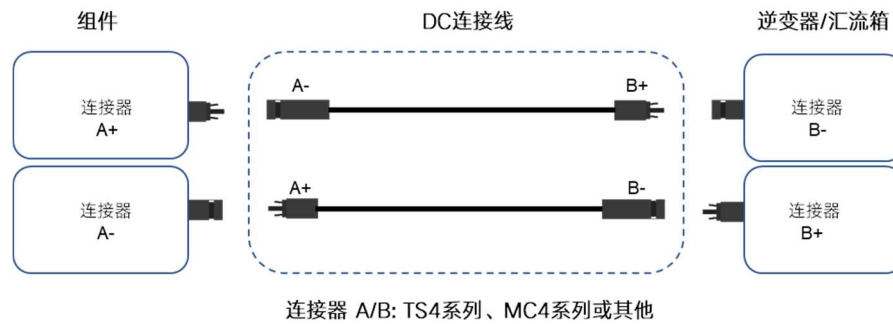 组件
DC连接线
逆变器/汇流箱
连接器
A+
A-
B+
连接器
B-
连接器
A-
A+
B-
连接器
B+
连接器 A/B: TS4系列、MC4系列或其他